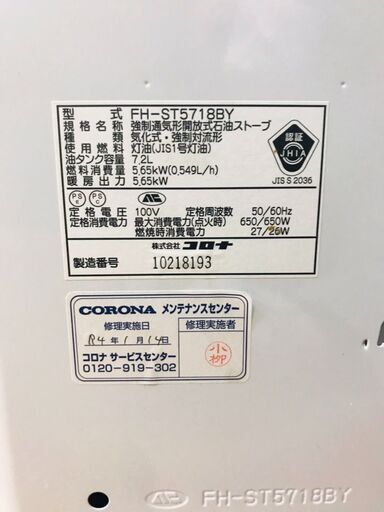 型 式 FH-ST5718BY
規格名称 強制通気形開放式石油ストーブ
種 類 気化式・強制対流形
使用燃料 灯油(JIS1号灯油)
油タンク容量 7.2L
燃料消費量 5.65kW(0.549L/h)
暖房出力 5.65kW
認証
JHIA
JIS S 2036
PS E PS C
定格電圧 100V 定格周波数 50/60Hz
定格消費電力 最大消費電力(点火時) 650/650W
燃焼時消費電力 27/26W
株式会社 コロナ
製造番号 10218193
CORONA メンテナンスセンター
修理実施日 修理実施者
R4年1月14日 小柳
コロナ サービスセンター
0120-919-302
FH-ST5718BY